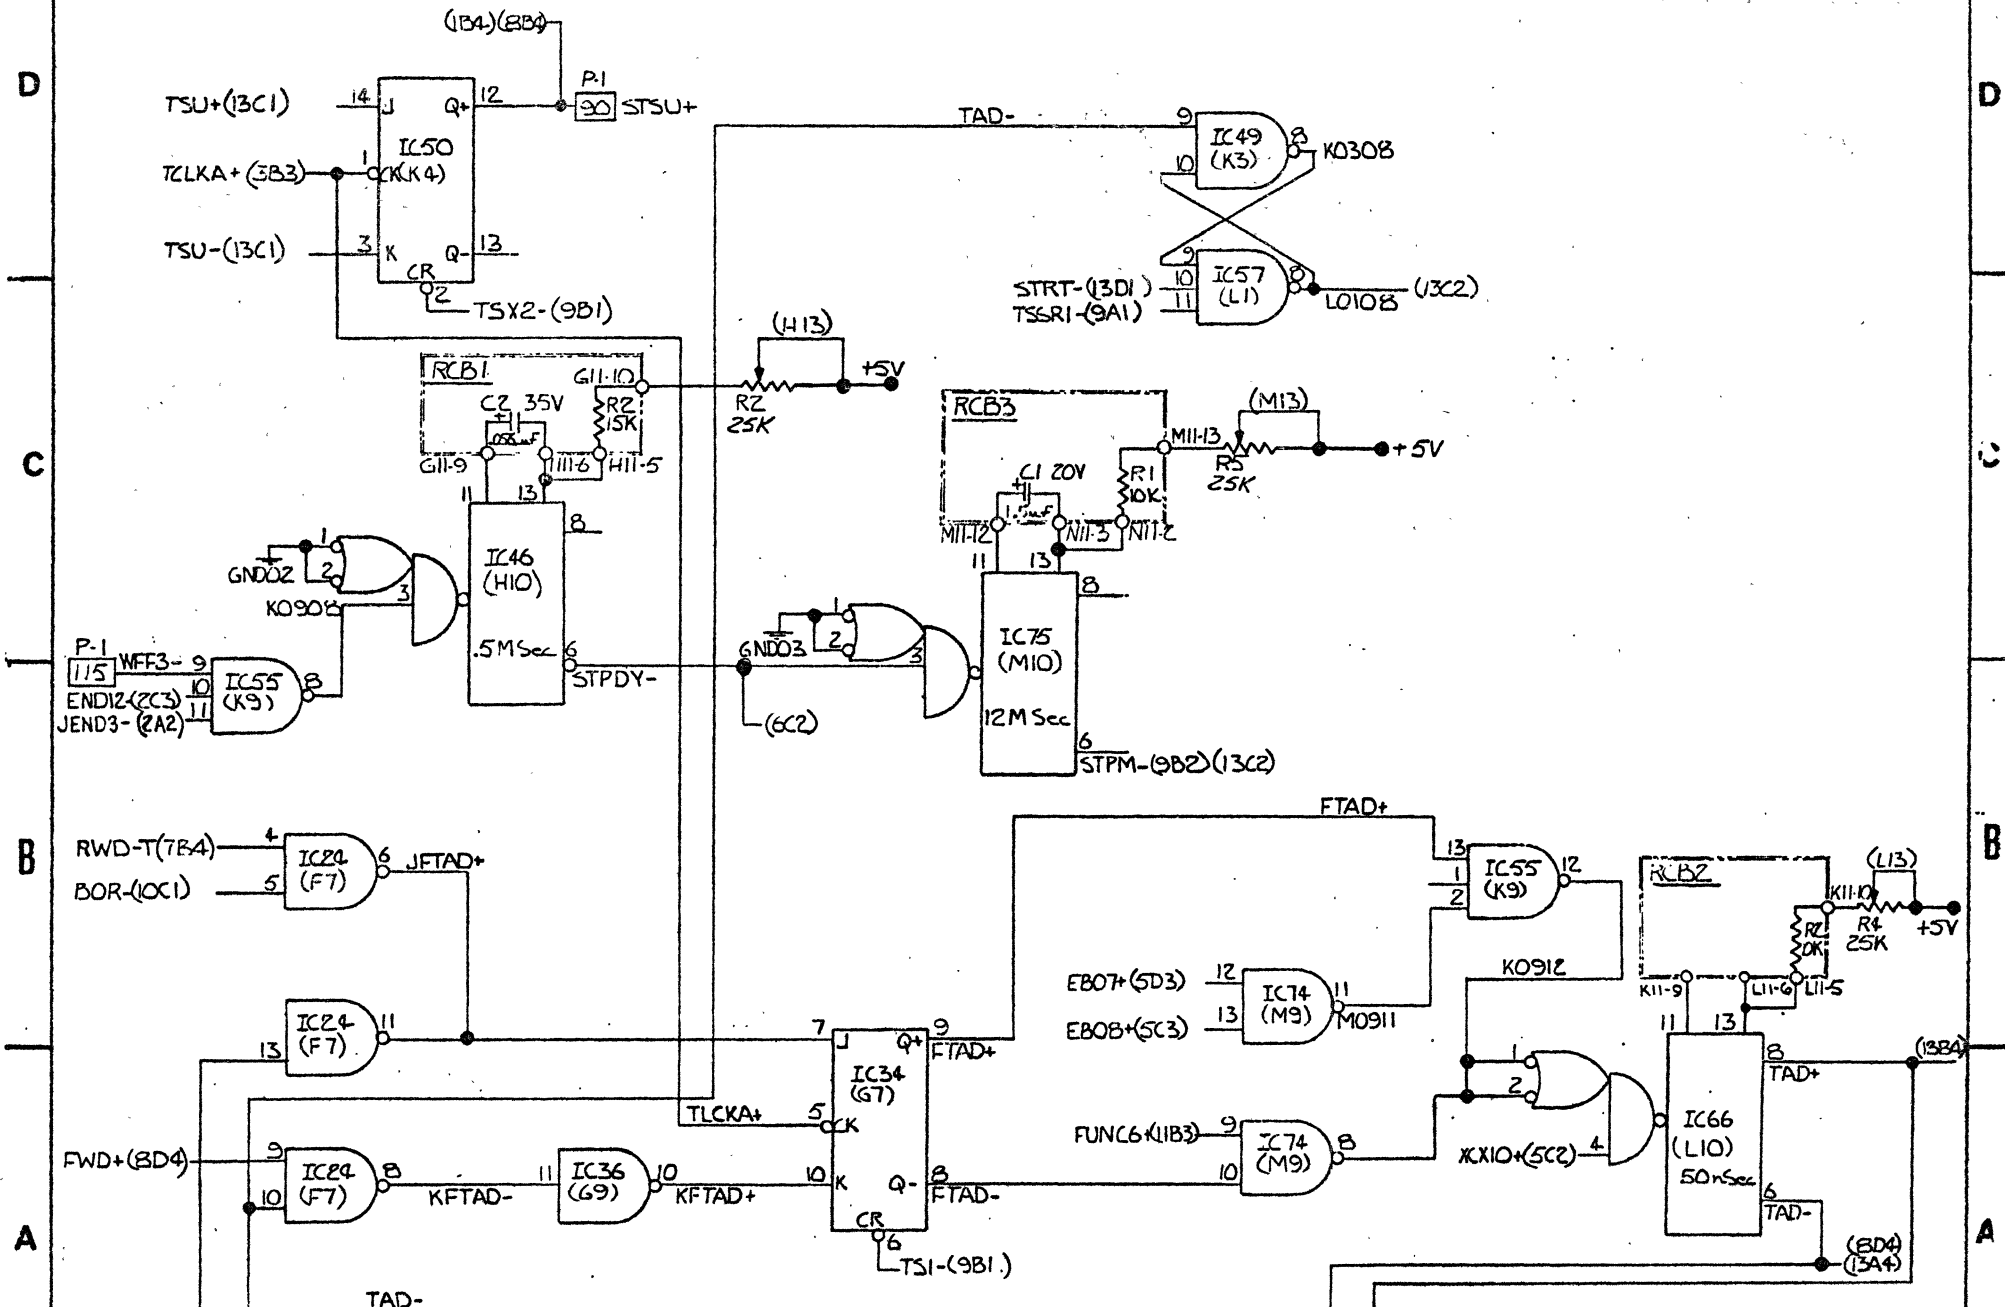 (1B4)(8B4)
D
D
P-1
90
STSU+
TSU+(13C1)
14
J
Q+
12
IC50
(K4)
TCLKA+(3B3)
1
CK
TSU-(13C1)
3
K
Q-
13
CR
2
TSX2-(9B1)
TAD-
9
10
IC49
(K3)
8
K0308
9
10
11
IC57
(L1)
8
STRT-(13D1)
TSSR1-(9A1)
L0108
(13C2)
RCB1
G11-10
(H13)
+5V
R2
25K
C2 35V
R2
15K
G11-9
H11-6
H11-5
C
C
11
13
8
IC46
(H10)
.5MSec
6
STPDY-
1
2
GND02
3
K0908
P-1
115
WFF3-
9
END12-(2C3)
10
JEND3-(2A2)
11
IC55
(K9)
8
RCB3
M11-13
(M13)
+5V
R3
25K
C1 20V
R1
10K
M11-12
N11-3
N11-2
11
13
8
IC75
(M10)
12MSec
6
STPM-(9B2)(13C2)
1
2
GND03
3
(6C2)
B
B
RWD-T(7B4)
4
BOR-(10C1)
5
IC24
(F7)
6
JFTAD+
FTAD+
13
1
2
IC55
(K9)
12
K0912
RCB2
K11-10
(L13)
+5V
R4
25K
K11-9
L11-6
L11-5
EB07+(5D3)
12
EB08+(5C3)
13
IC74
(M9)
11
M0911
IC24
(F7)
11
13
7
J
Q+
9
FTAD+
IC34
(G7)
TLCKA+
5
CK
10
K
Q-
8
FTAD-
CR
6
TS1-(9B1)
11
13
8
TAD+
(13B4)
1
2
IC66
(L10)
50nSec
XCX10+(5C2)
4
6
TAD-
FUNC6+(11B3)
9
10
IC74
(M9)
8
FWD+(8D4)
9
10
IC24
(F7)
8
KFTAD-
11
IC36
(G9)
10
KFTAD+
A
A
(8D4)
(13A4)
TAD-